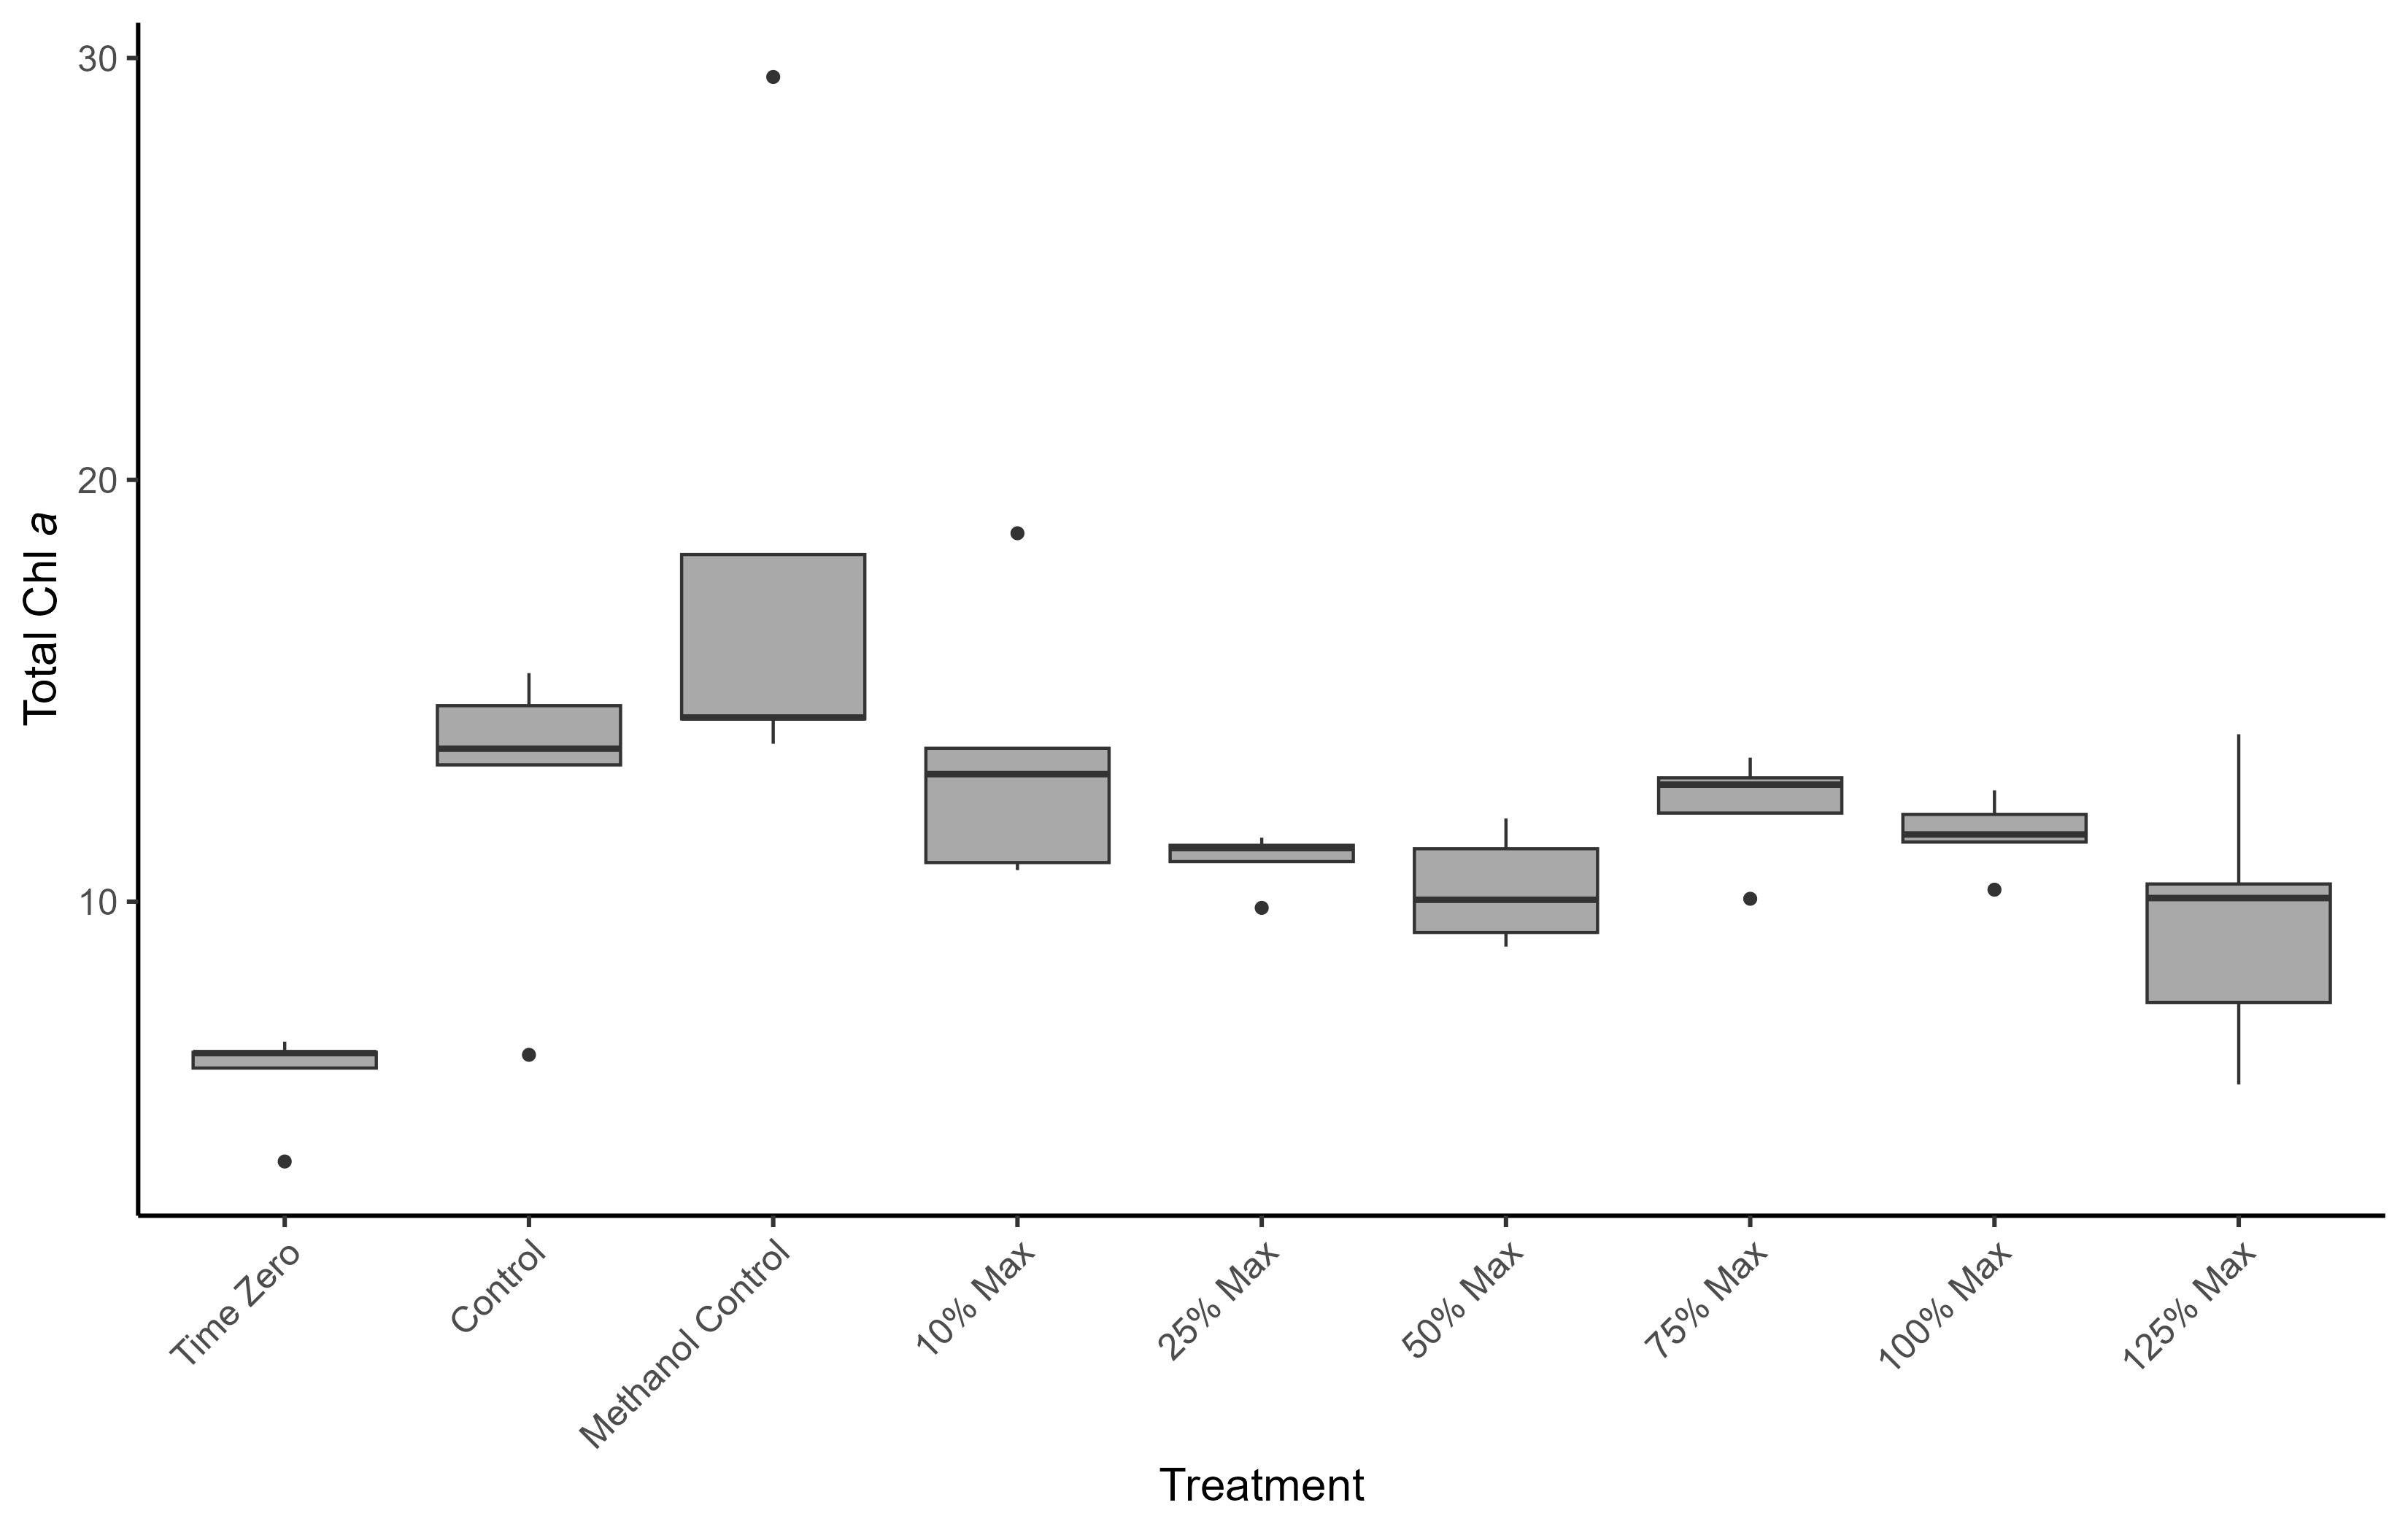 30
20
10
Total Chl a
Time Zero
Control
Methanol Control
10% Max
25% Max
50% Max
75% Max
100% Max
125% Max
Treatment